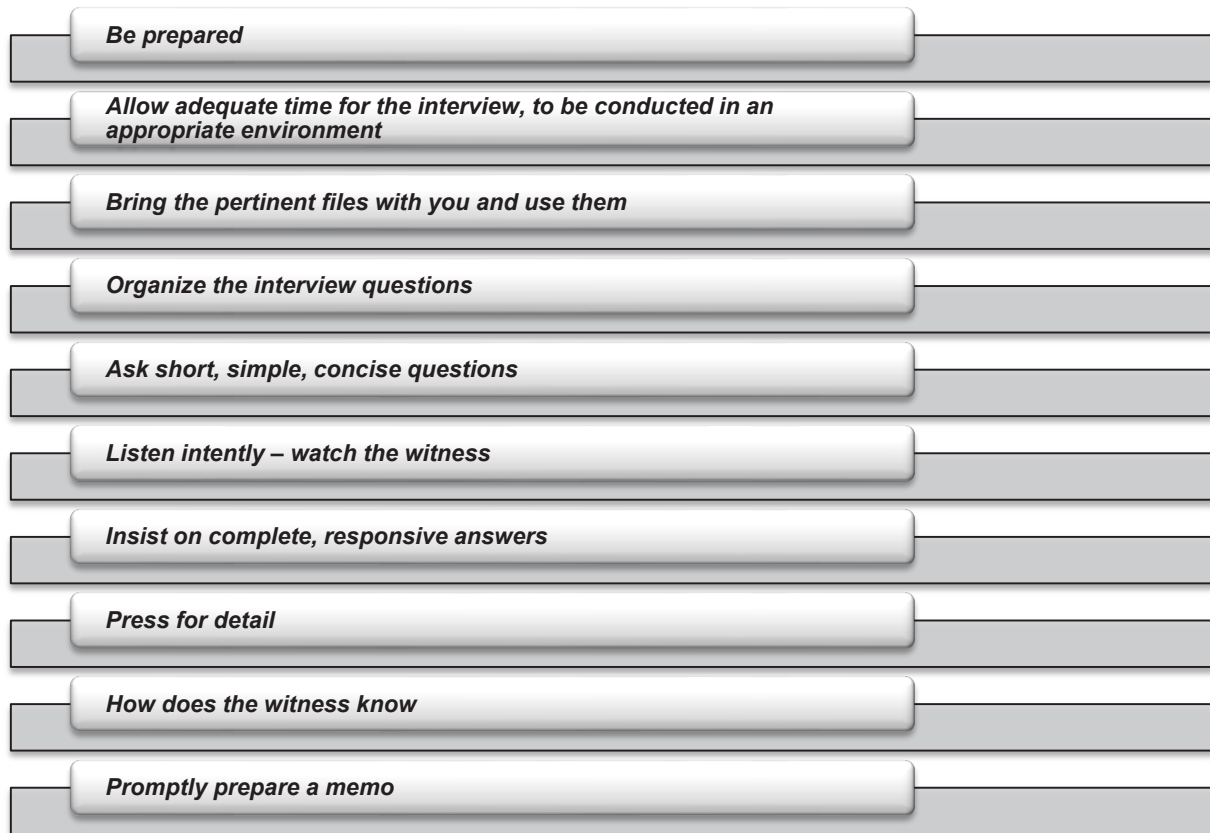 Be prepared
Allow adequate time for the interview, to be conducted in an
appropriate environment
Bring the pertinent files with you and use them
Organize the interview questions
Ask short, simple, concise questions
Listen intently – watch the witness
Insist on complete, responsive answers
Press for detail
How does the witness know
Promptly prepare a memo